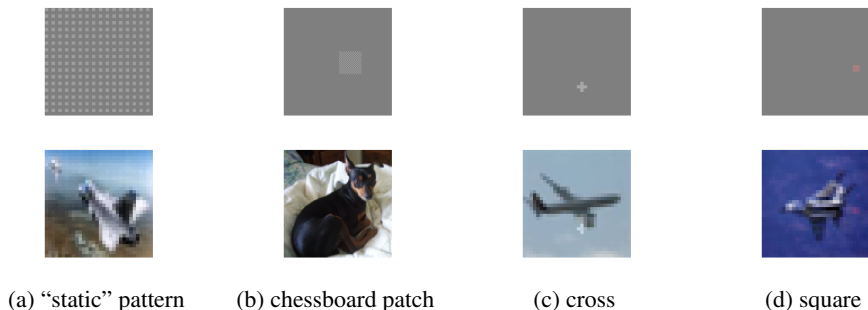 (a) “static” pattern (b) chessboard patch (c) cross (d) square